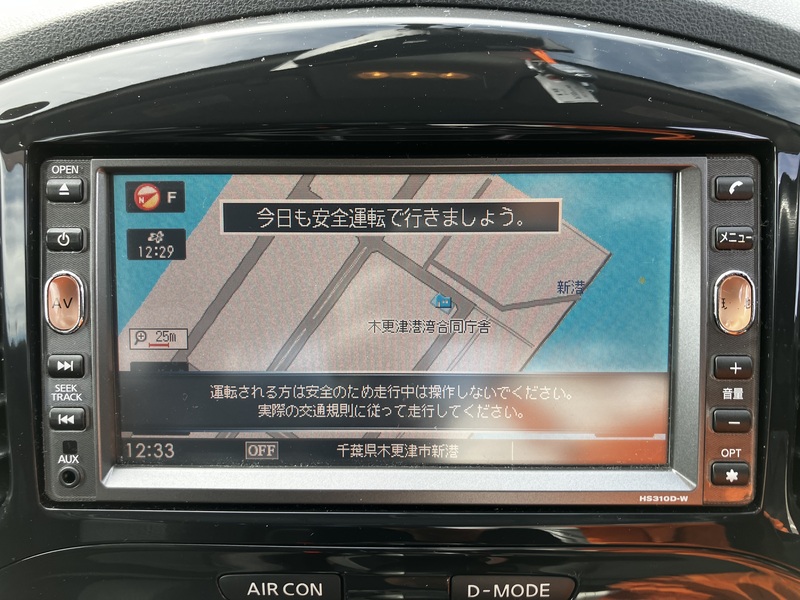 OPEN
N F
今日も安全運転で行きましょう。
メニュー
12:29
新港
AV
木更津港湾合同庁舎
25m
音量
SEEK
TRACK
運転される方は安全のため走行中は操作しないでください。
実際の交通規則に従って走行してください。
12:33
OFF
千葉県木更津市新港
AUX
OPT
HS310D-W
AIR CON
D-MODE